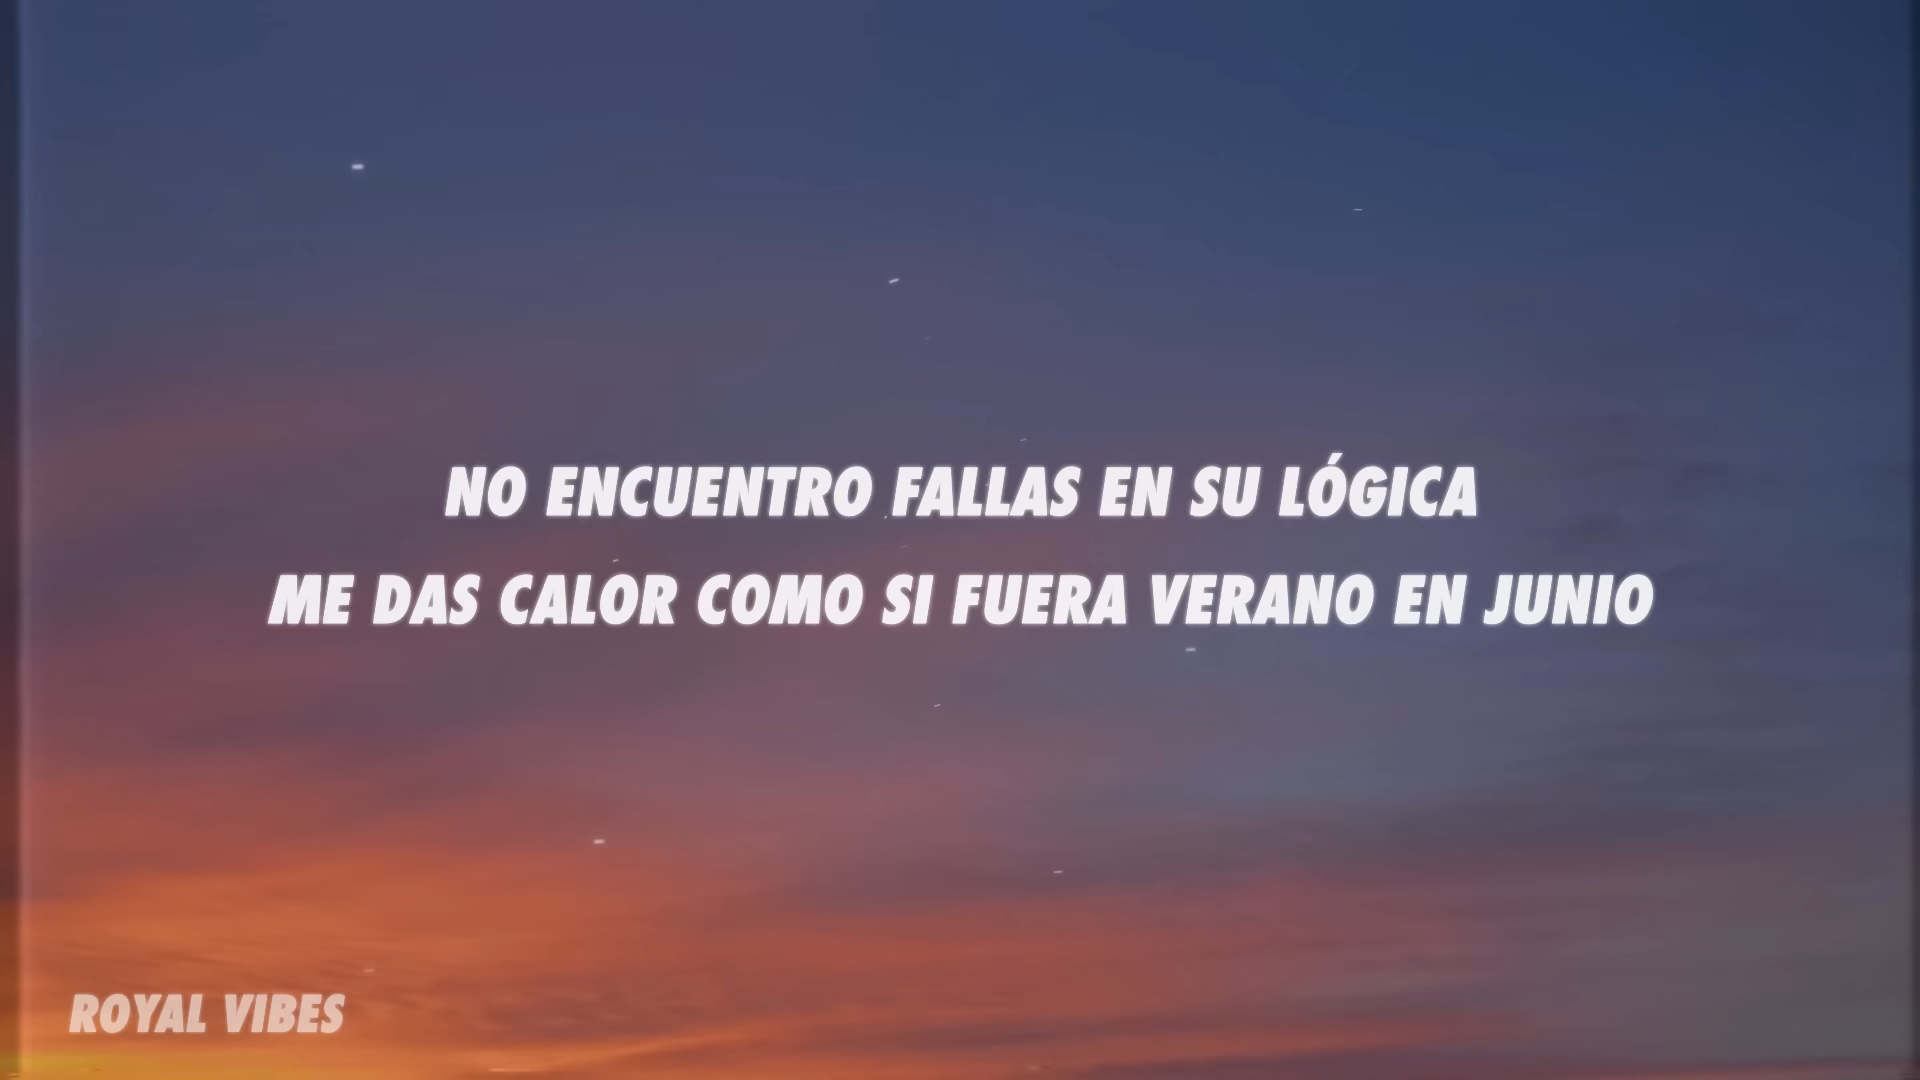 NO ENCUENTRO FALLAS EN SU LÓGICA
ME DAS CALOR COMO SI FUERA VERANO EN JUNIO
ROYAL VIBES